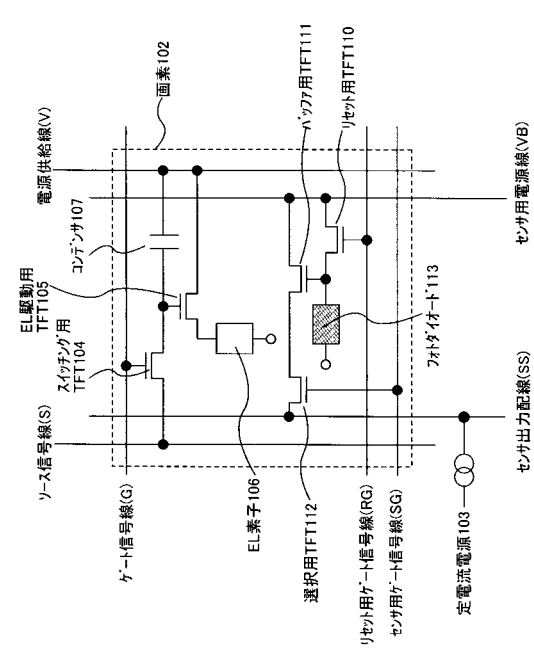 ソース信号線(S)
電源供給線(V)
EL駆動用
TFT105
コンデンサ107
画素102
スイッチング用
TFT104
ゲート信号線(G)
バッファ用TFT111
リセット用TFT110
EL素子106
選択用TFT112
フォトダイオード113
リセット用ゲート信号線(RG)
センサ用ゲート信号線(SG)
定電流電源103
センサ出力配線(SS)
センサ用電源線(VB)